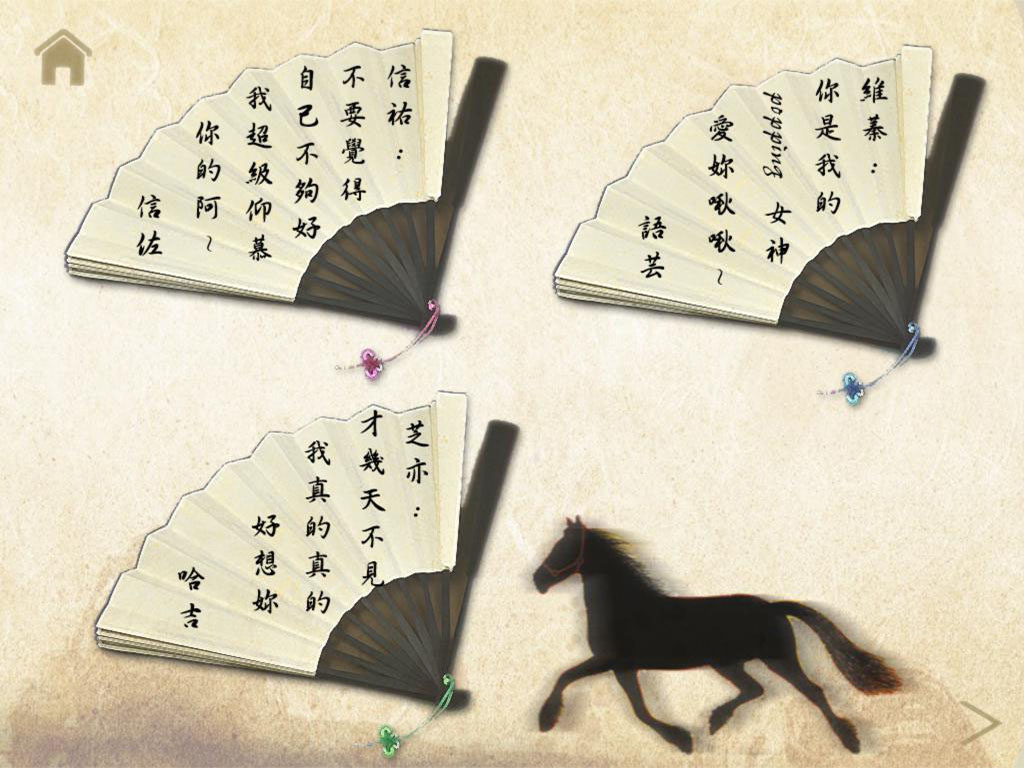 信祐：
不要覺得
自己不夠好
我超級仰慕
你的阿～
信佐
維蓁：
你是我的
popping 女神
愛妳啾啾～
語芸
芝亦：
才幾天不見
我真的真的
好想妳
哈吉